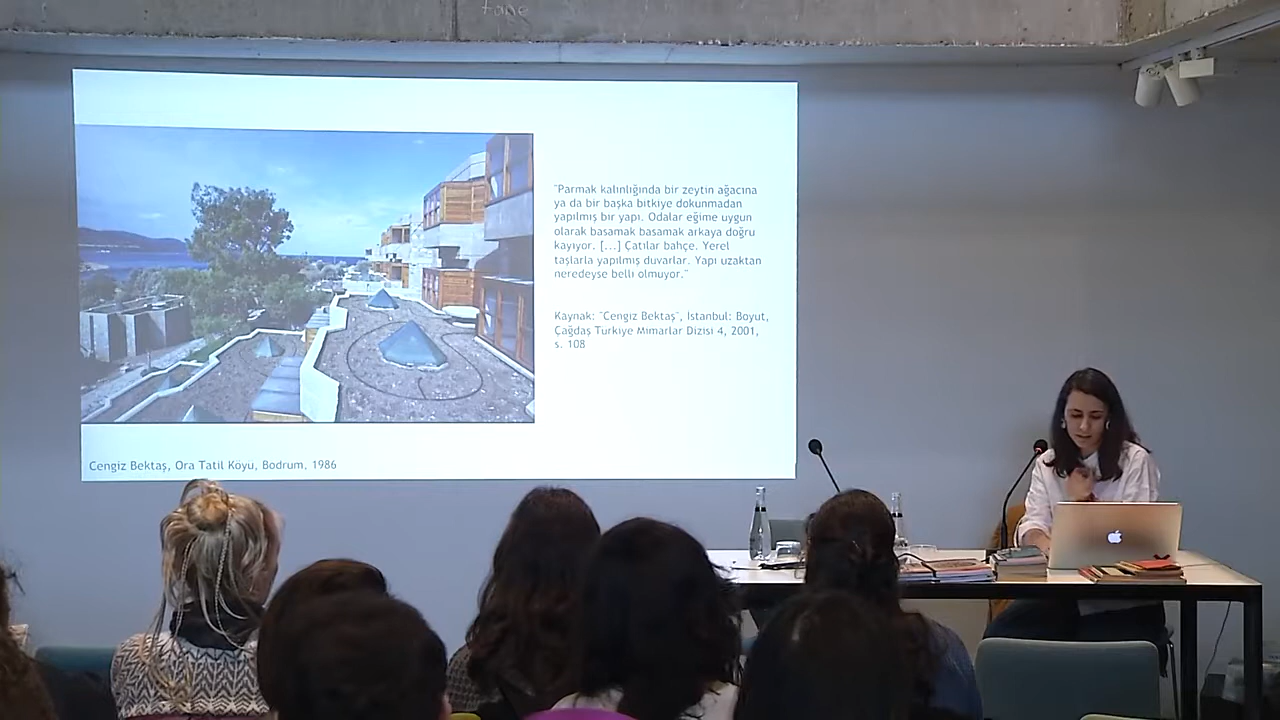 tane
"Parmak kalınlığında bir zeytin ağacına
ya da bir başka bitkiye dokunmadan
yapılmış bir yapı. Odalar eğime uygun
olarak basamak basamak arkaya doğru
kayıyor. [...] Çatılar bahçe. Yerel
taşlarla yapılmış duvarlar. Yapı uzaktan
neredeyse belli olmuyor."
Kaynak: "Cengiz Bektaş", İstanbul: Boyut,
Çağdaş Türkiye Mimarlar Dizisi 4, 2001,
s. 108
Cengiz Bektaş, Ora Tatil Köyü, Bodrum, 1986